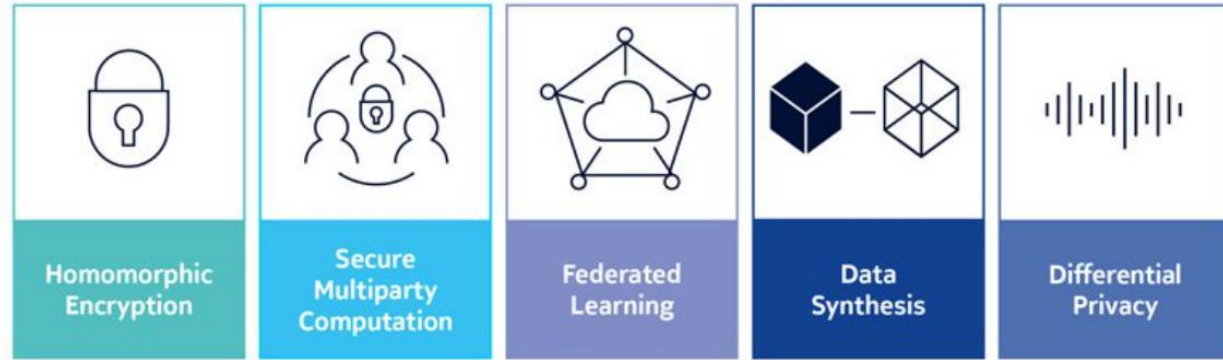 Homomorphic
Encryption
Secure
Multiparty
Computation
Federated
Learning
Data
Synthesis
Differential
Privacy